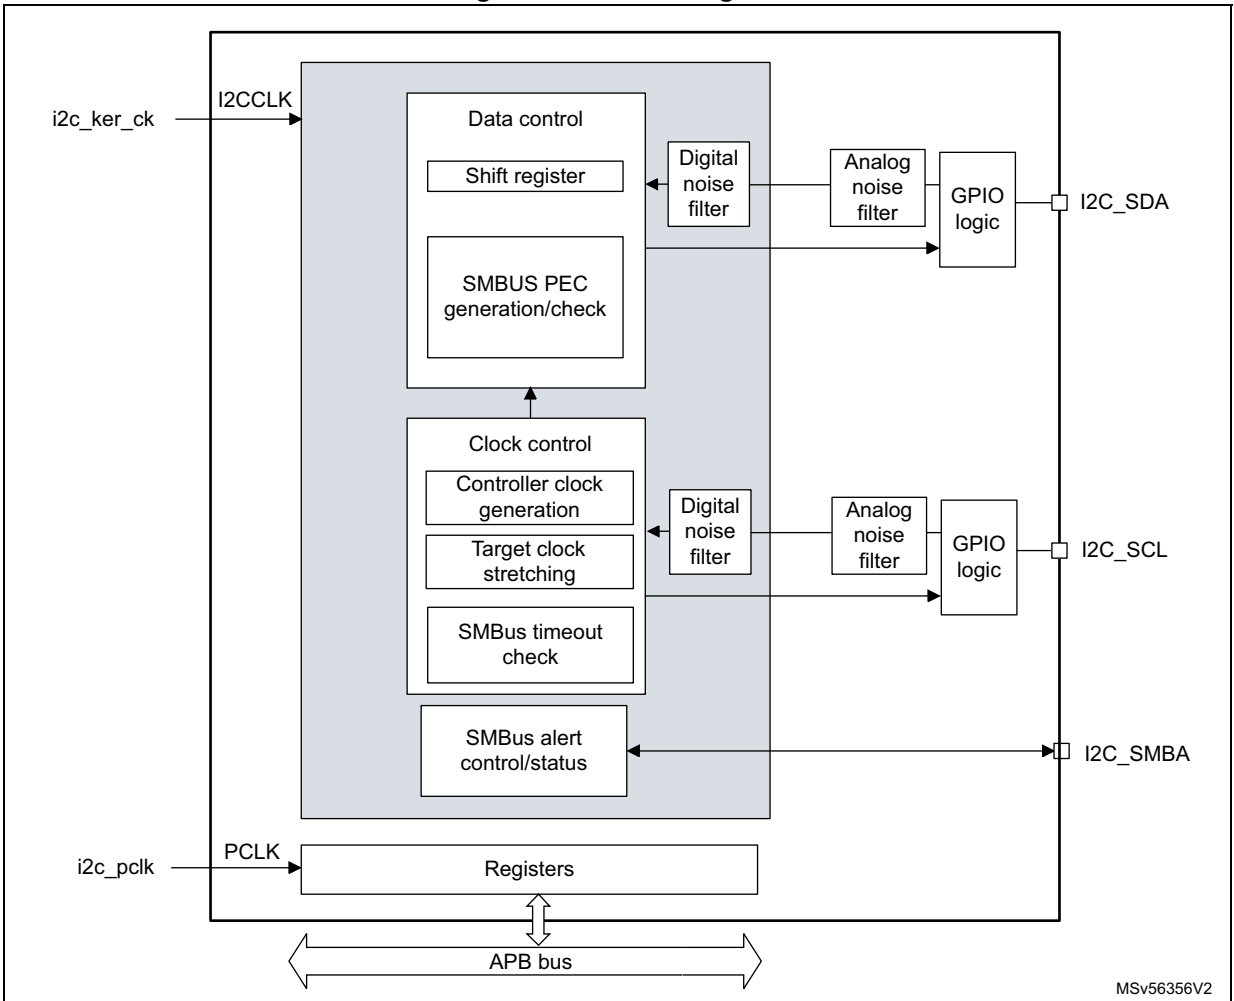 I2CCLK
i2c_ker_ck
Data control
Shift register
SMBUS PEC
generation/check
Digital
noise
filter
Analog
noise
filter
GPIO
logic
I2C_SDA
Clock control
Controller clock
generation
Target clock
stretching
SMBus timeout
check
Digital
noise
filter
Analog
noise
filter
GPIO
logic
I2C_SCL
SMBus alert
control/status
I2C_SMBA
PCLK
i2c_pclk
Registers
APB bus
MSv56356V2